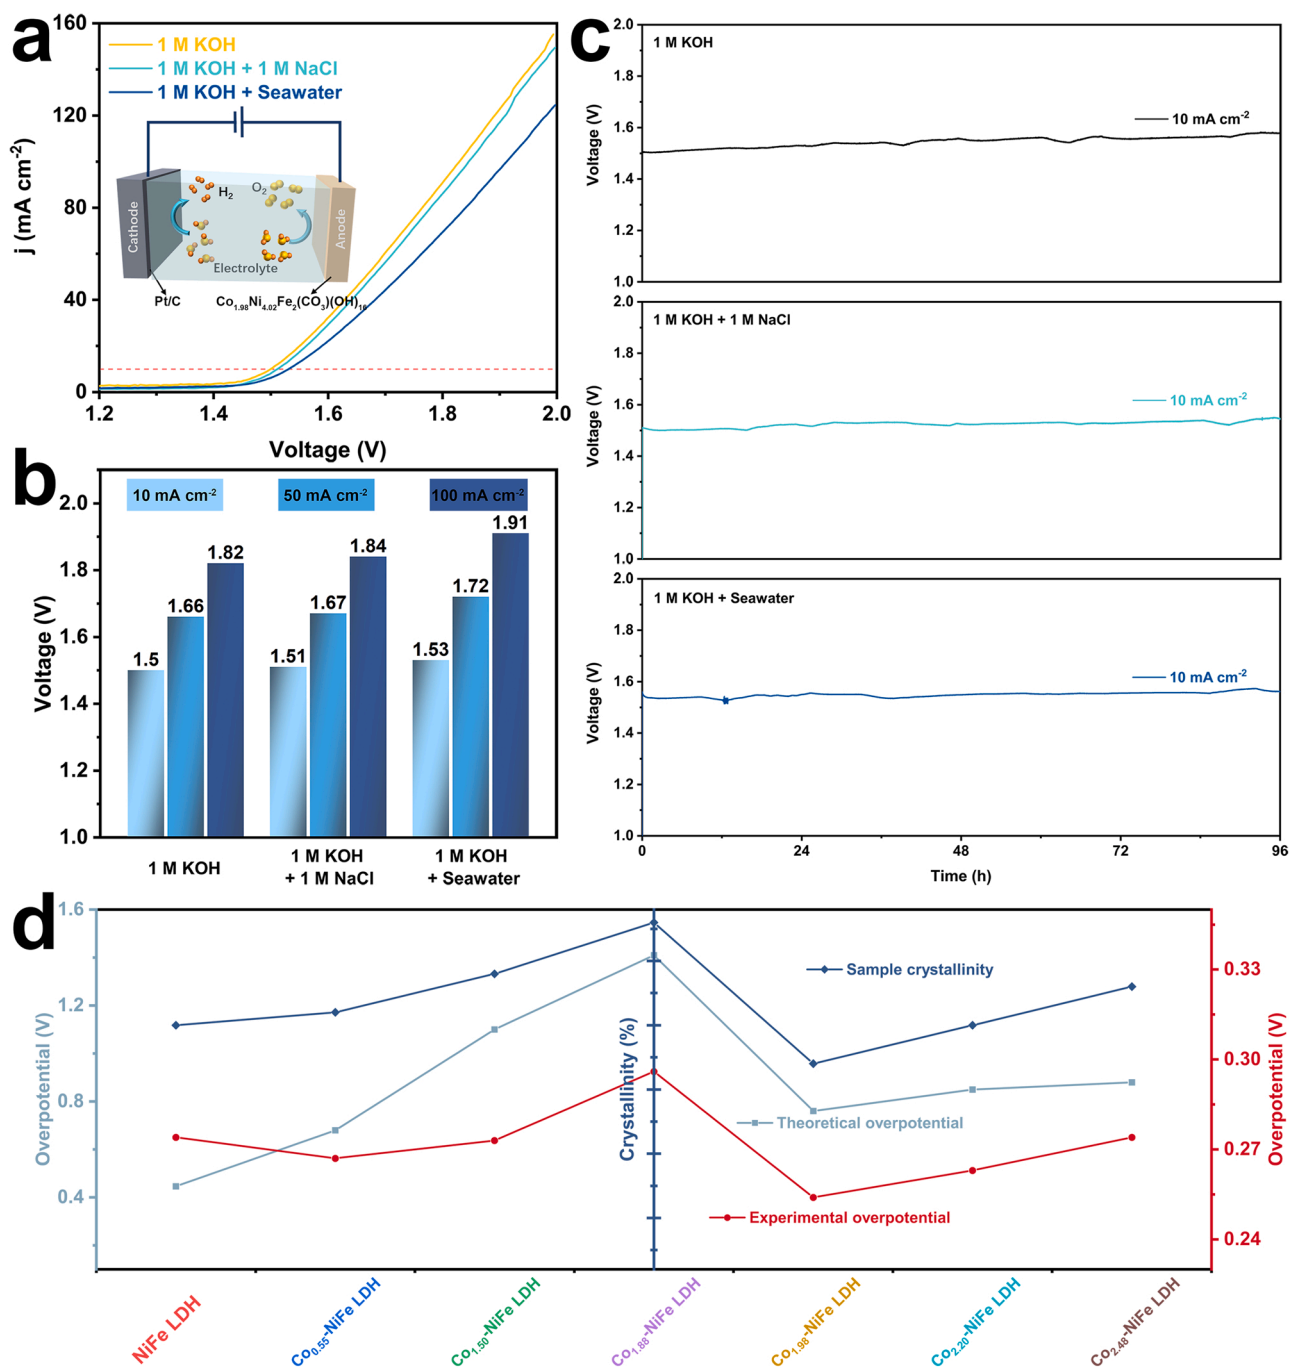 a
160
120
80
40
0
j (mA cm-2)
1 M KOH
1 M KOH + 1 M NaCl
1 M KOH + Seawater
Cathode
H2
O2
Anode
Electrolyte
Pt/C
Co1.98Ni4.02Fe2(CO3)(OH)16
1.2
1.4
1.6
1.8
2.0
Voltage (V)
b
2.0
1.8
1.6
1.4
1.2
1.0
Voltage (V)
10 mA cm-2
50 mA cm-2
100 mA cm-2
1.5
1.66
1.82
1.51
1.67
1.84
1.53
1.72
1.91
1 M KOH
1 M KOH
+ 1 M NaCl
1 M KOH
+ Seawater
c
2.0
1.8
1.6
1.4
1.2
1.0
Voltage (V)
1 M KOH
10 mA cm-2
2.0
1.8
1.6
1.4
1.2
1.0
Voltage (V)
1 M KOH + 1 M NaCl
10 mA cm-2
2.0
1.8
1.6
1.4
1.2
1.0
Voltage (V)
1 M KOH + Seawater
10 mA cm-2
0
24
48
72
96
Time (h)
d
1.6
1.2
0.8
0.4
Overpotential (V)
Crystallinity (%)
Sample crystallinity
Theoretical overpotential
Experimental overpotential
0.33
0.30
0.27
0.24
Overpotential (V)
NiFe LDH
Co0.55-NiFe LDH
Co1.50-NiFe LDH
Co1.88-NiFe LDH
Co1.98-NiFe LDH
Co2.20-NiFe LDH
Co2.48-NiFe LDH